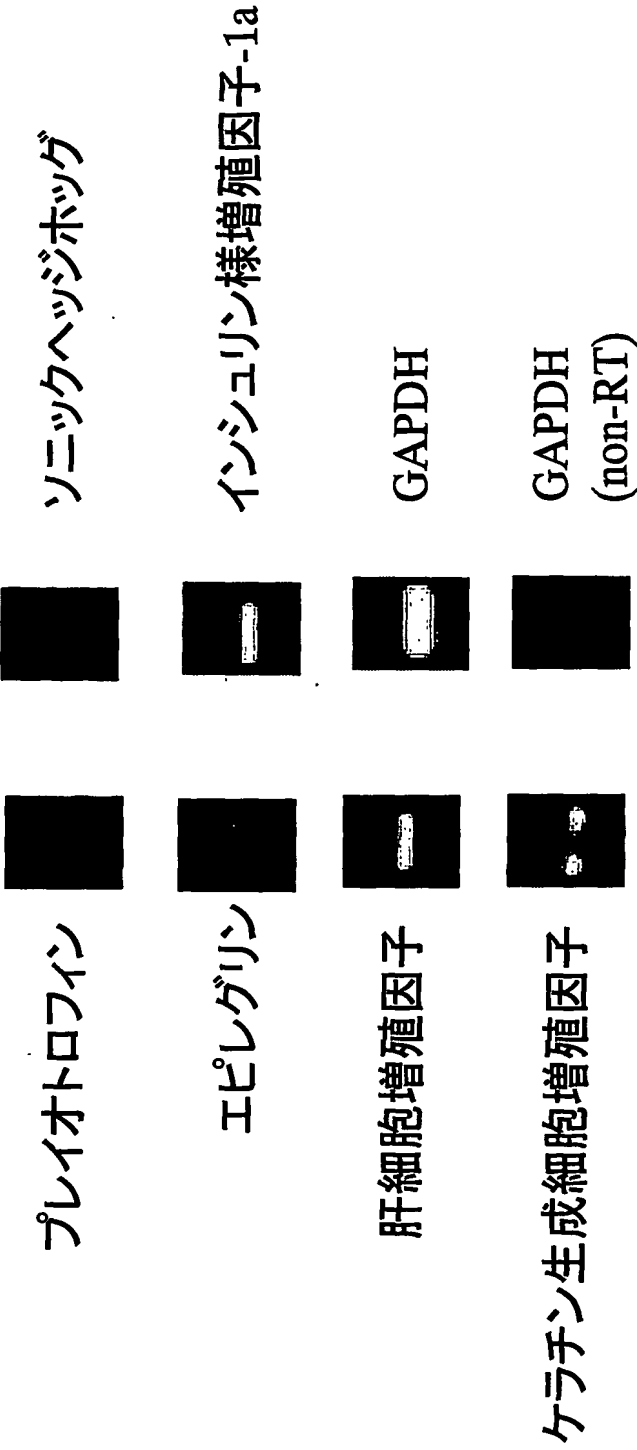 プレイオトロフィン
エピレグリン
肝細胞増殖因子
ケラチン生成細胞増殖因子
ソニックヘッジホッグ
インシュリン様増殖因子-1a
GAPDH
GAPDH
(non-RT)